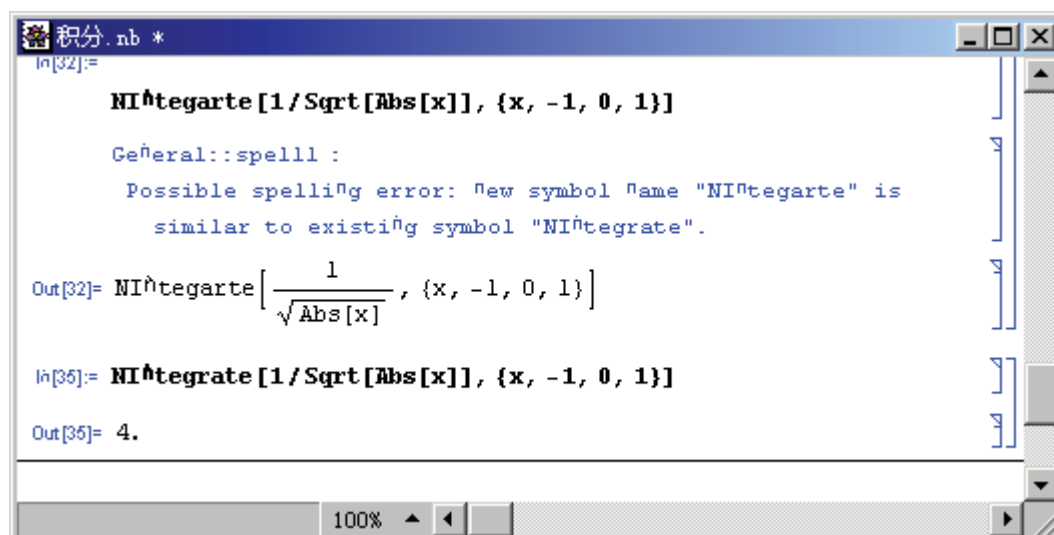 积分.nb *
In[32]:=
NIntegarte[1/Sqrt[Abs[x]], {x, -1, 0, 1}]
General::spell1 :
Possible spelling error: new symbol name "NIntegarte" is
similar to existing symbol "NIntegrate".
Out[32]= NIntegarte[1/√Abs[x], {x, -1, 0, 1}]
In[35]:= NIntegrate[1/Sqrt[Abs[x]], {x, -1, 0, 1}]
Out[35]= 4.
100%